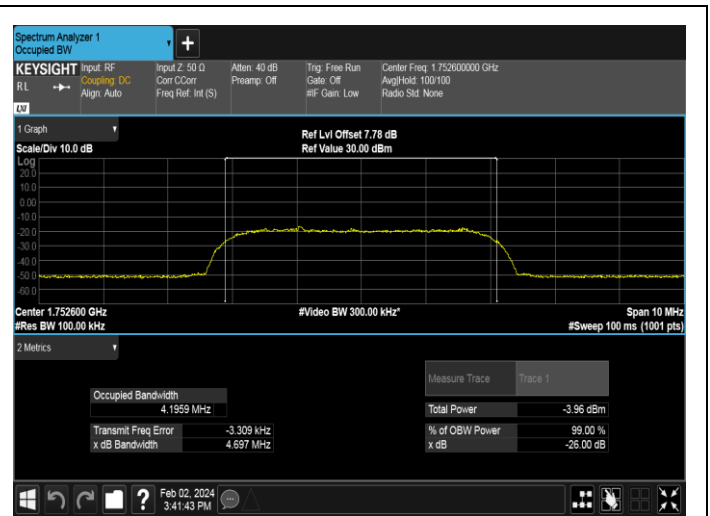 Spectrum Analyzer 1
Occupied BW
+
KEYSIGHT Input: RF Input Z: 50 Ω Atten: 40 dB Trig: Free Run Center Freq: 1.752600000 GHz
RL Coupling: DC Corr CCorr Preamp: Off Gate: Off Avg|Hold: 100/100
Align: Auto Freq Ref: Int (S) #IF Gain: Low Radio Std: None
LXI
1 Graph
Ref Lvl Offset 7.78 dB
Scale/Div 10.0 dB Ref Value 30.00 dBm
Log
20.0
10.0
0.00
-10.0
-20.0
-30.0
-40.0
-50.0
-60.0
Center 1.752600 GHz #Video BW 300.00 kHz* Span 10 MHz
#Res BW 100.00 kHz #Sweep 100 ms (1001 pts)
2 Metrics
Measure Trace Trace 1
Occupied Bandwidth
4.1959 MHz Total Power -3.96 dBm
Transmit Freq Error -3.309 kHz % of OBW Power 99.00 %
x dB Bandwidth 4.697 MHz x dB -26.00 dB
? Feb 02, 2024
3:41:43 PM